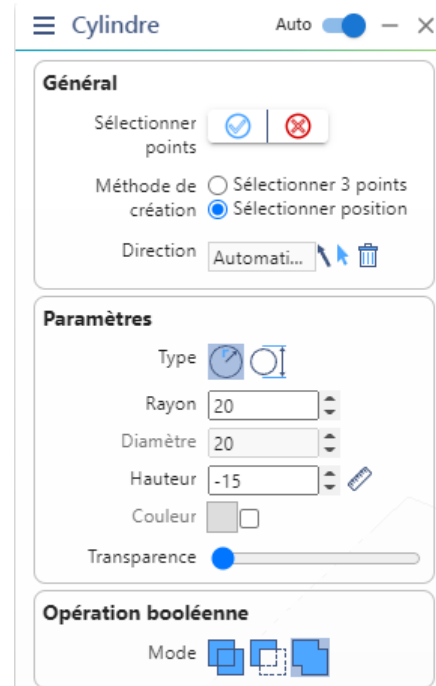 Cylindre Auto
Général
Sélectionner
points
Méthode de
création
Sélectionner 3 points
Sélectionner position
Direction Automati...
Paramètres
Type
Rayon 20
Diamètre 20
Hauteur -15
Couleur
Transparence
Opération booléenne
Mode